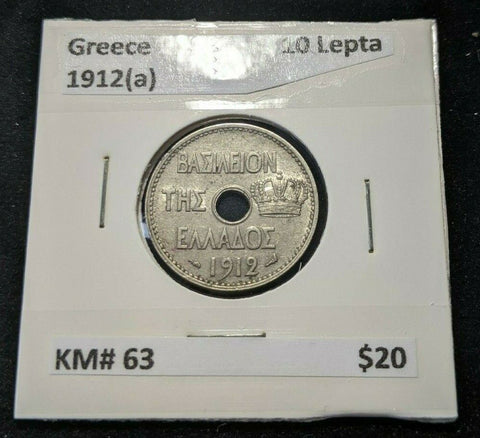 Greece 10 Lepta
1912(a)
ΒΑΣΙΛΕΙΟΝ
ΤΗΣ
ΕΛΛΑΔΟΣ
1912
KM# 63 $20